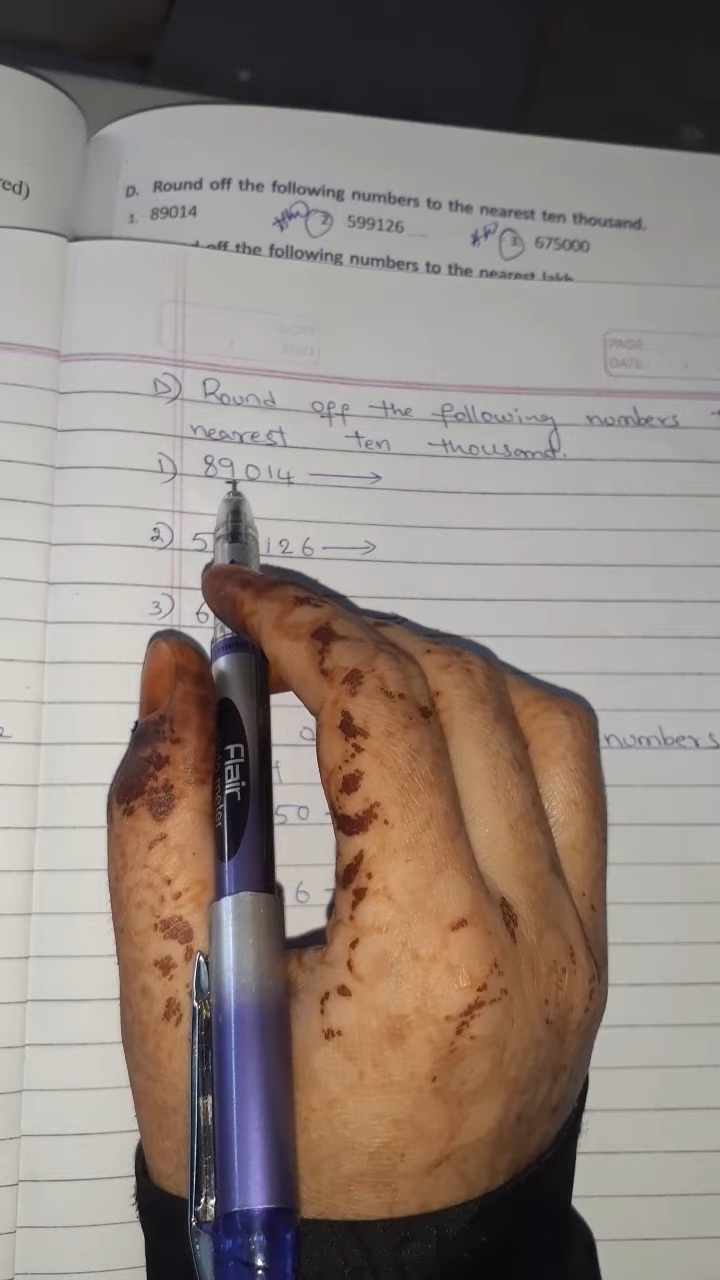 ed)
D. Round off the following numbers to the nearest ten thousand.
1. 89014 2 599126 3 675000
off the following numbers to the nearest lakh
PAGE
DATE
D) Round off the following numbers
nearest ten thousand.
1) 89014 →
2) 5 126 →
3) 6
numbers
50
6
Flair